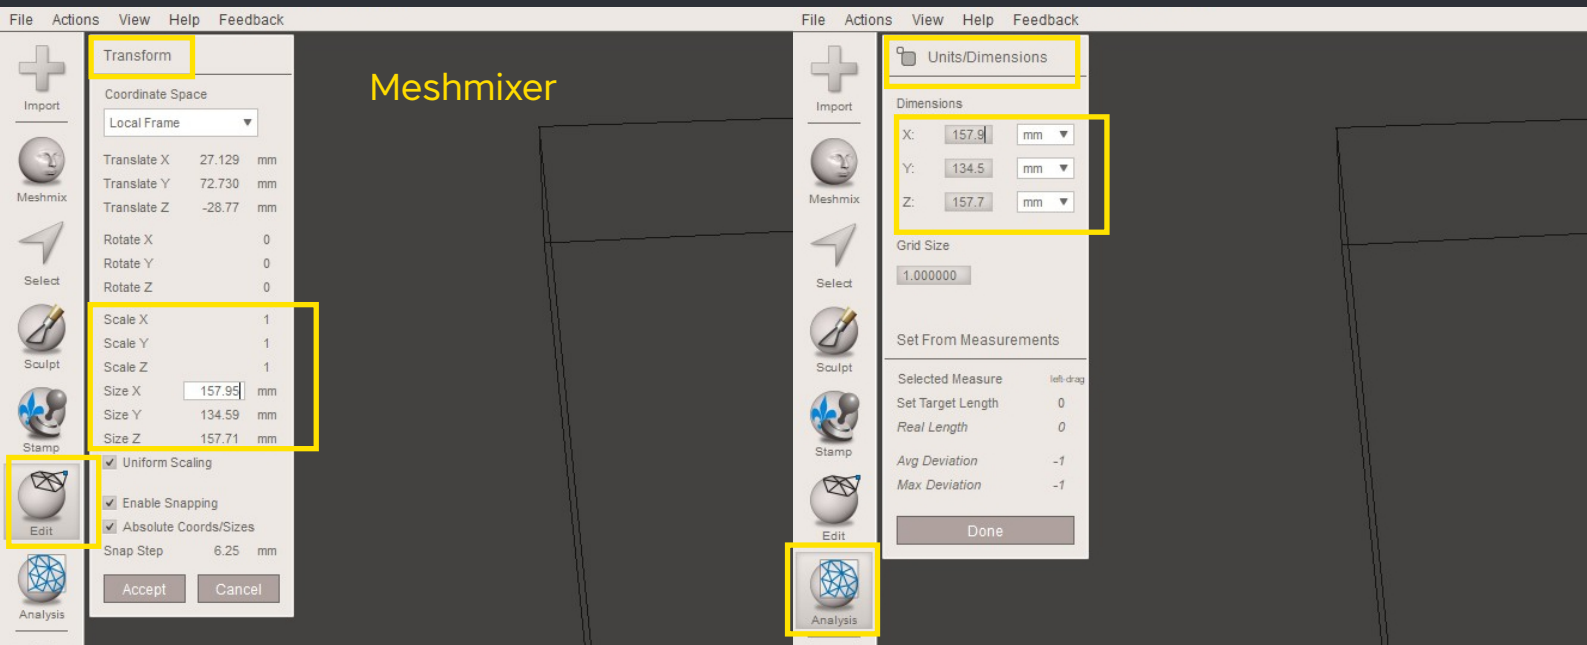 File Actions View Help Feedback
Import
Meshmix
Select
Sculpt
Stamp
Edit
Analysis
Transform
Coordinate Space
Local Frame
Translate X 27.129 mm
Translate Y 72.730 mm
Translate Z -28.77 mm
Rotate X 0
Rotate Y 0
Rotate Z 0
Scale X 1
Scale Y 1
Scale Z 1
Size X 157.95 mm
Size Y 134.59 mm
Size Z 157.71 mm
Uniform Scaling
Enable Snapping
Absolute Coords/Sizes
Snap Step 6.25 mm
Accept Cancel
Meshmixer
File Actions View Help Feedback
Import
Meshmix
Select
Sculpt
Stamp
Edit
Analysis
Units/Dimensions
Dimensions
X: 157.9 mm
Y: 134.5 mm
Z: 157.7 mm
Grid Size
1.000000
Set From Measurements
Selected Measure left-drag
Set Target Length 0
Real Length 0
Avg Deviation -1
Max Deviation -1
Done